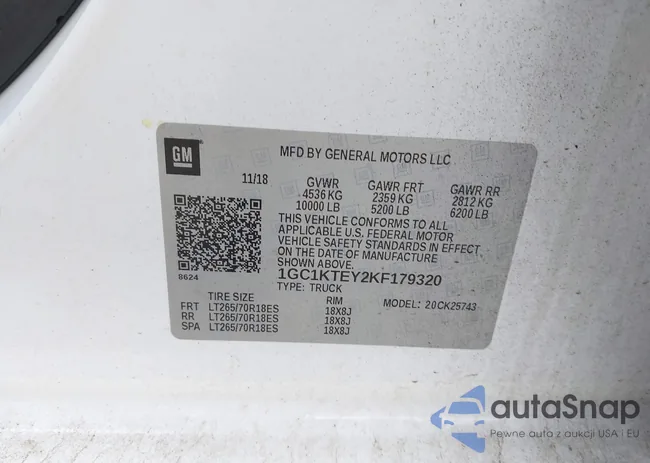 GM
MFD BY GENERAL MOTORS LLC
11/18 GVWR GAWR FRT GAWR RR
4536 KG 2359 KG 2812 KG
10000 LB 5200 LB 6200 LB
THIS VEHICLE CONFORMS TO ALL
APPLICABLE U.S. FEDERAL MOTOR
VEHICLE SAFETY STANDARDS IN EFFECT
ON THE DATE OF MANUFACTURE
SHOWN ABOVE.
8624 1GC1KTEY2KF179320
TYPE: TRUCK MODEL: 20CK25743
TIRE SIZE RIM
FRT LT265/70R18ES 18X8J
RR LT265/70R18ES 18X8J
SPA LT265/70R18ES 18X8J
autaSnap
Pewne auta z aukcji USA i EU